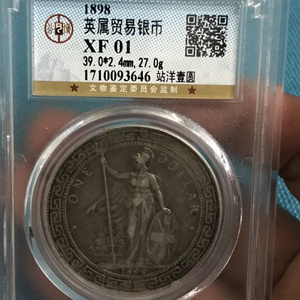 1898
英属贸易银币
XF 01
39.0*2.4mm,27.0g
1710093646 站洋壹圆
★ 文物鉴定委员会监制 ★
ONE DOLLAR